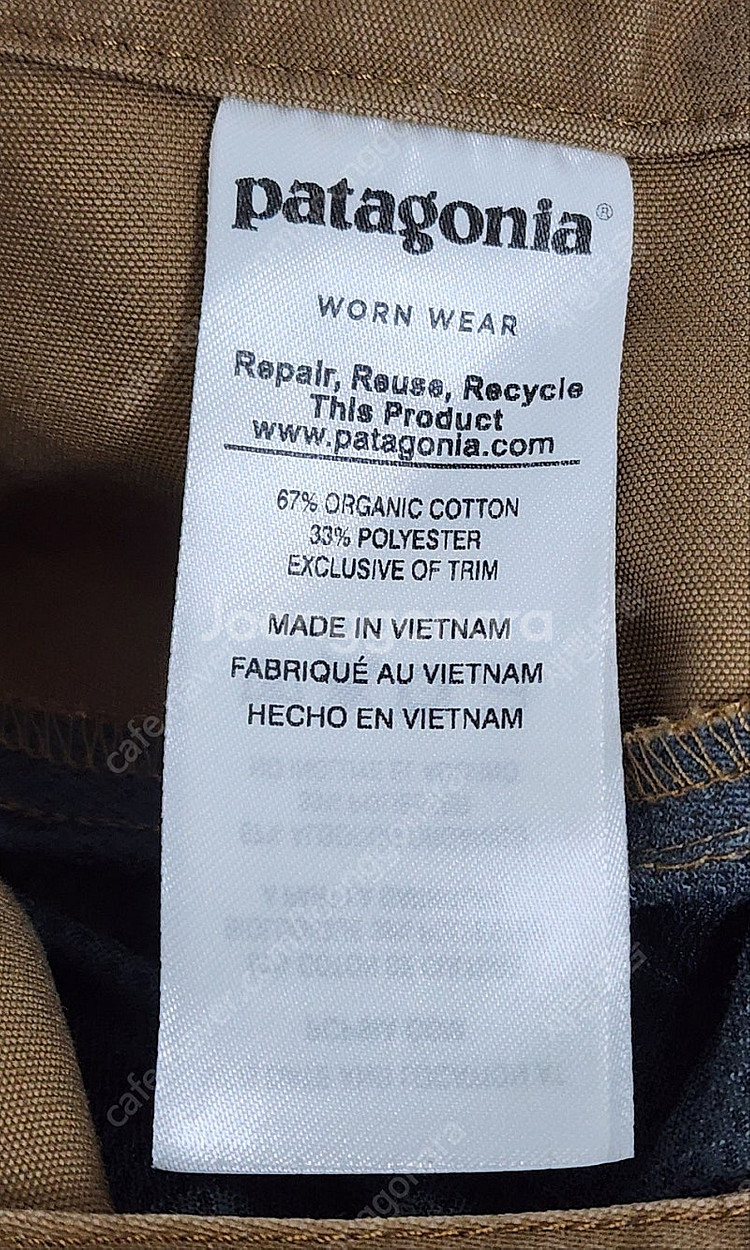 patagonia®
WORN WEAR
Repair, Reuse, Recycle
This Product
www.patagonia.com
67% ORGANIC COTTON
33% POLYESTER
EXCLUSIVE OF TRIM
MADE IN VIETNAM
FABRIQUÉ AU VIETNAM
HECHO EN VIETNAM
Joonggonara